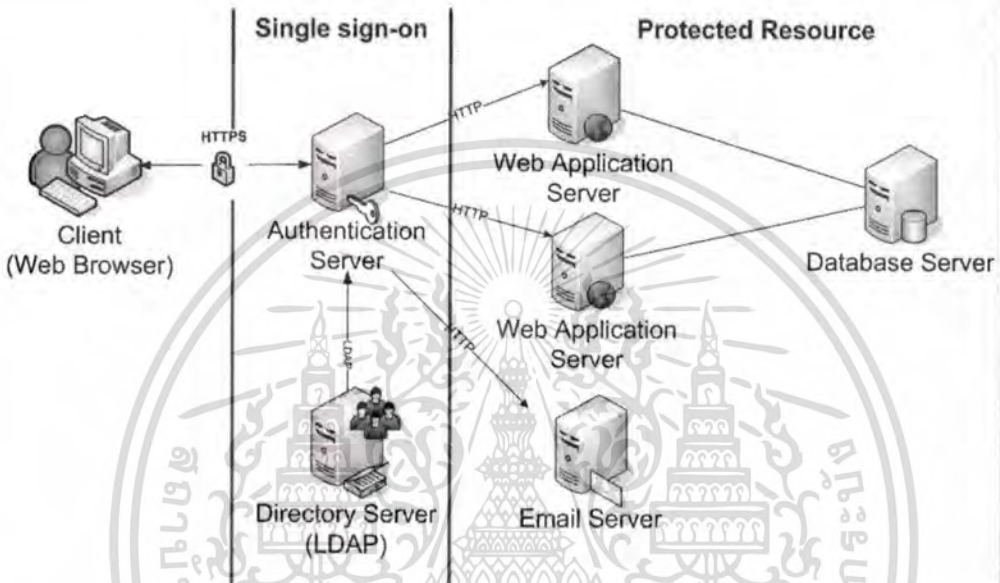 Single sign-on
Protected Resource
HTTPS
HTTP
Web Application
Server
Client
(Web Browser)
Authentication
Server
HTTP
Database Server
Web Application
Server
LDAP
HTTP
Directory Server
(LDAP)
Email Server